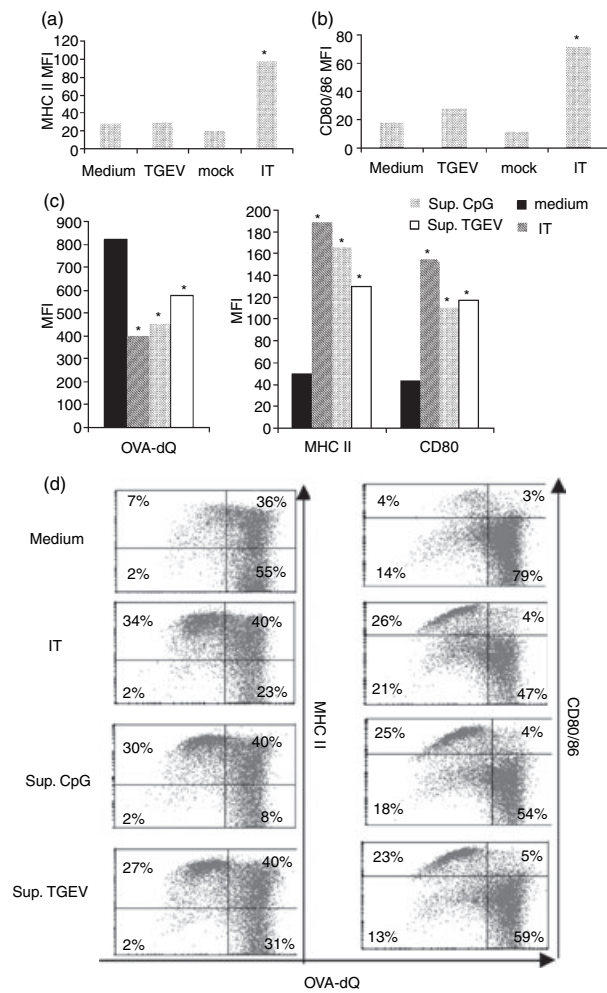 (a)
MHC II MFI
120
100
80
60
40
20
0
*
Medium TGEV mock IT
(b)
CD80/86 MFI
80
60
40
20
0
*
Medium TGEV mock IT
(c)
MFI
900
800
700
600
500
400
300
200
100
0
* * *
OVA-dQ
MFI
200
180
160
140
120
100
80
60
40
20
0
* * *
* * *
MHC II CD80
Sup. CpG medium
Sup. TGEV IT
(d)
Medium
7% 36%
2% 55%
4% 3%
14% 79%
IT
34% 40%
2% 23%
26% 4%
21% 47%
Sup. CpG
30% 40%
2% 8%
25% 4%
18% 54%
Sup. TGEV
27% 40%
2% 31%
23% 5%
13% 59%
MHC II
CD80/86
OVA-dQ